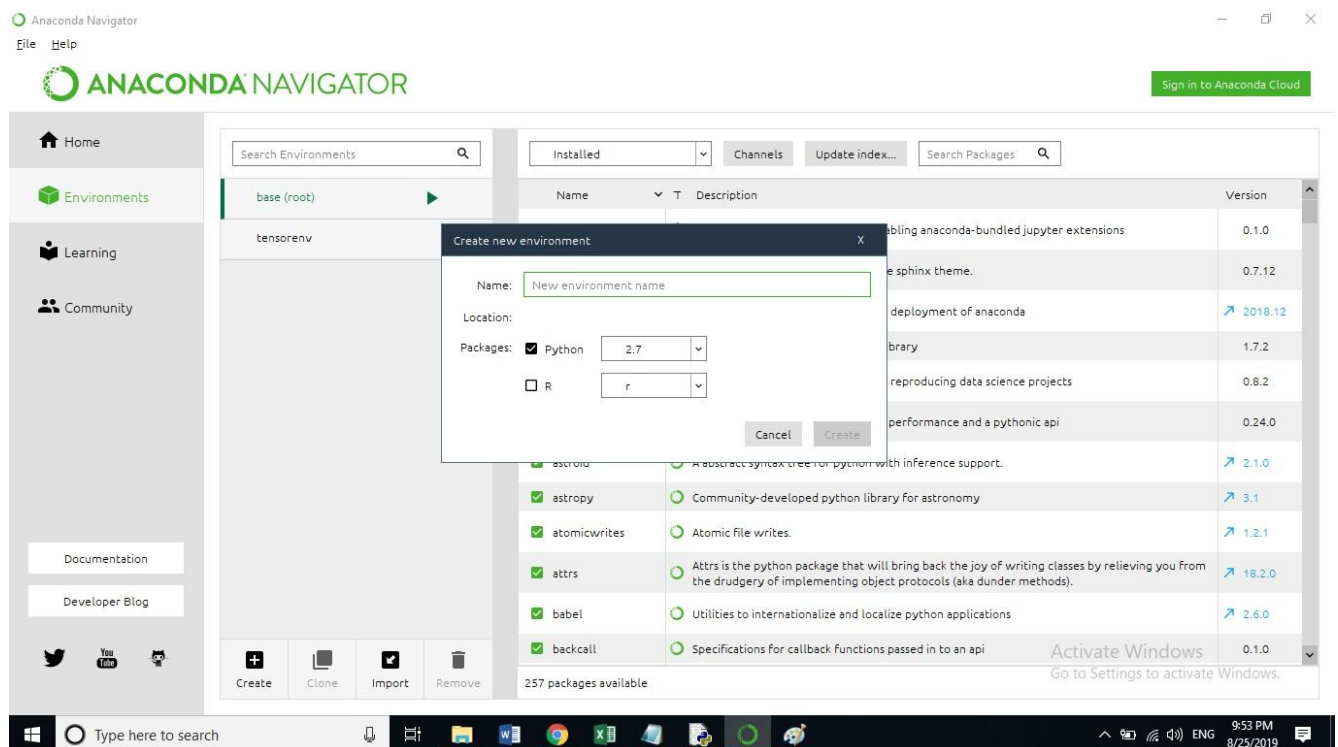 Anaconda Navigator
File Help
ANACONDA NAVIGATOR
Sign in to Anaconda Cloud
Home
Environments
Learning
Community
Documentation
Developer Blog
You
Tube
Search Environments
base (root)
tensorenv
Create Clone Import Remove
Installed Channels Update index... Search Packages
Name T Description Version
abling anaconda-bundled jupyter extensions 0.1.0
e sphinx theme. 0.7.12
deployment of anaconda 2018.12
brary 1.7.2
reproducing data science projects 0.8.2
performance and a pythonic api 0.24.0
Create new environment X
Name: New environment name
Location:
Packages: Python 2.7
R r
Cancel Create
astroid A abstract syntax tree for python with inference support. 2.1.0
astropy Community-developed python library for astronomy 3.1
atomicwrites Atomic file writes. 1.2.1
attrs Attrs is the python package that will bring back the joy of writing classes by relieving you from
the drudgery of implementing object protocols (aka dunder methods). 18.2.0
babel Utilities to internationalize and localize python applications 2.6.0
backcall Specifications for callback functions passed in to an api 0.1.0
257 packages available
Activate Windows
Go to Settings to activate Windows.
Type here to search
ENG
9:53 PM
8/25/2019